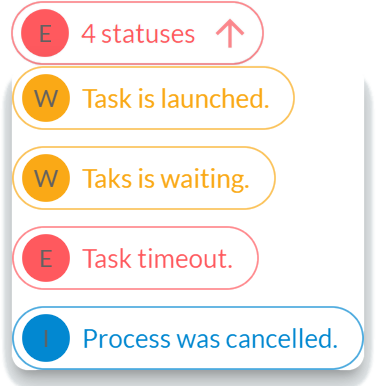 E 4 statuses
W Task is launched.
W Taks is waiting.
E Task timeout.
I Process was cancelled.